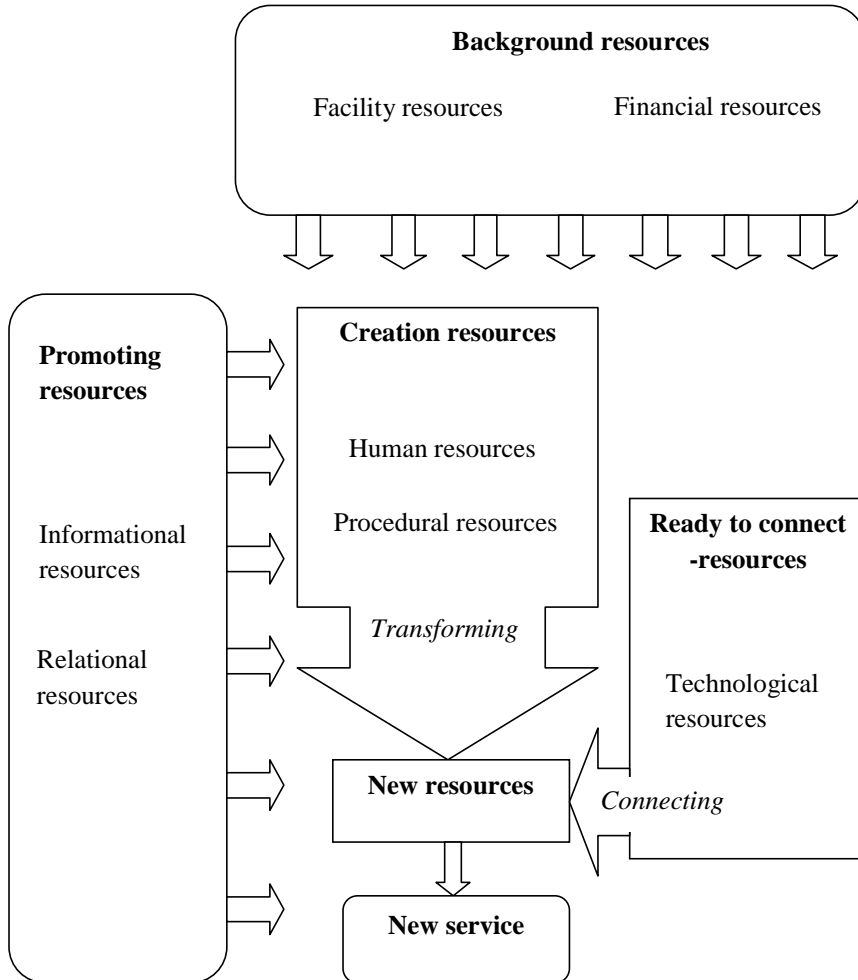 Background resources
Facility resources
Financial resources
Promoting
resources
Informational
resources
Relational
resources
Creation resources
Human resources
Procedural resources
Transforming
Ready to connect
-resources
Technological
resources
Connecting
New resources
New service